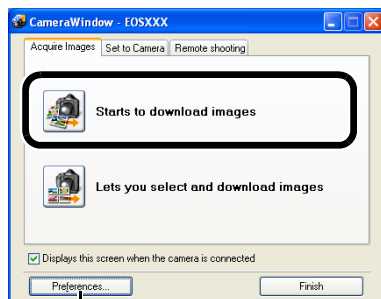 CameraWindow - EOSXXX
Acquire Images Set to Camera Remote shooting
Starts to download images
Lets you select and download images
Displays this screen when the camera is connected
Preferences... Finish